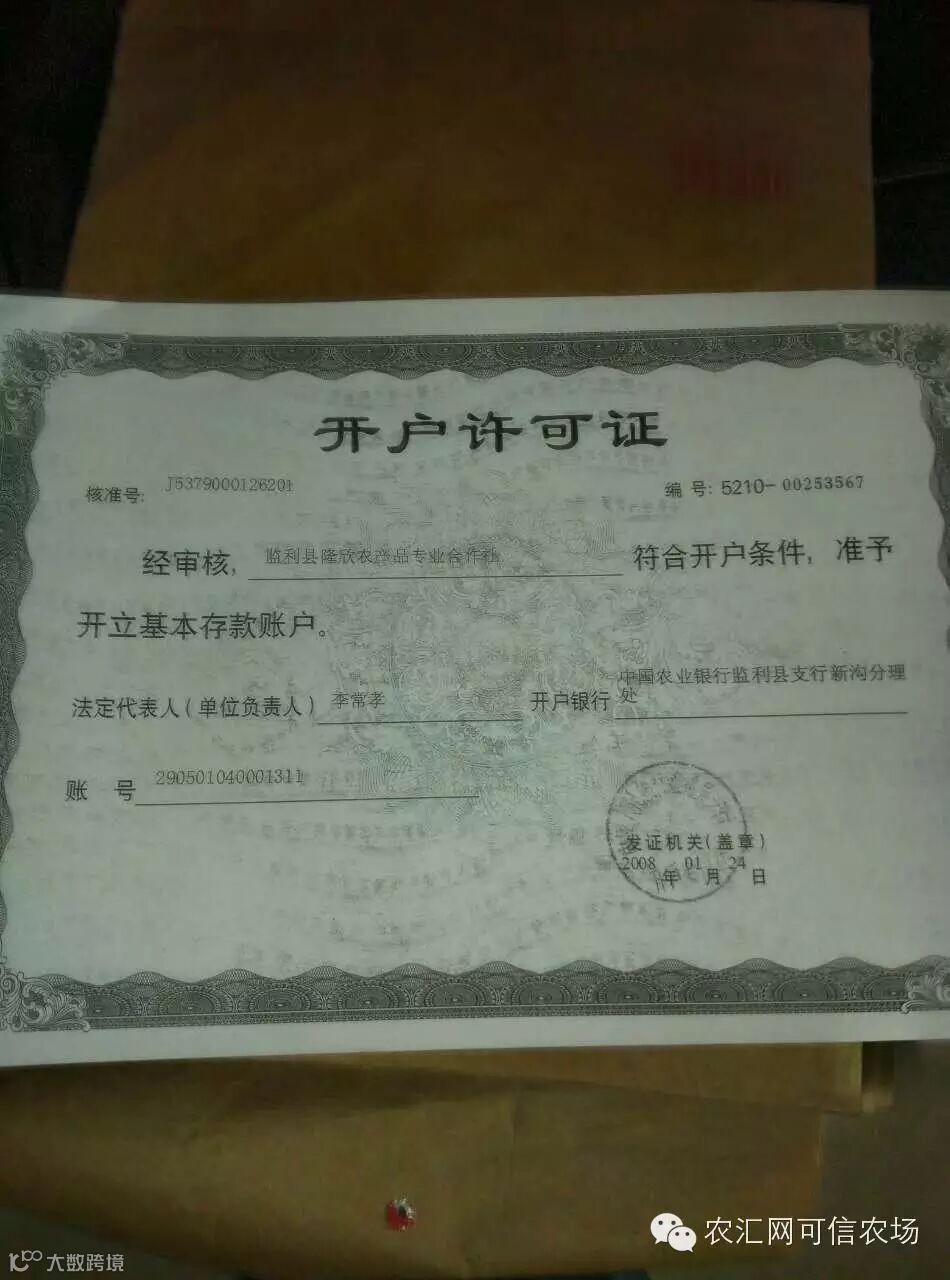 开户许可证
核准号: J5379000126201
编 号: 5210-00253567
经审核, 监利县隆欣农产品专业合作社 符合开户条件, 准予
开立基本存款账户。
法定代表人(单位负责人) 李常孝 开户银行 中国农业银行监利县支行新沟分理
处
账 号 290501040001311
发证机关(盖章)
2008 01 24
年 月 日
农汇网可信农场
大数跨境